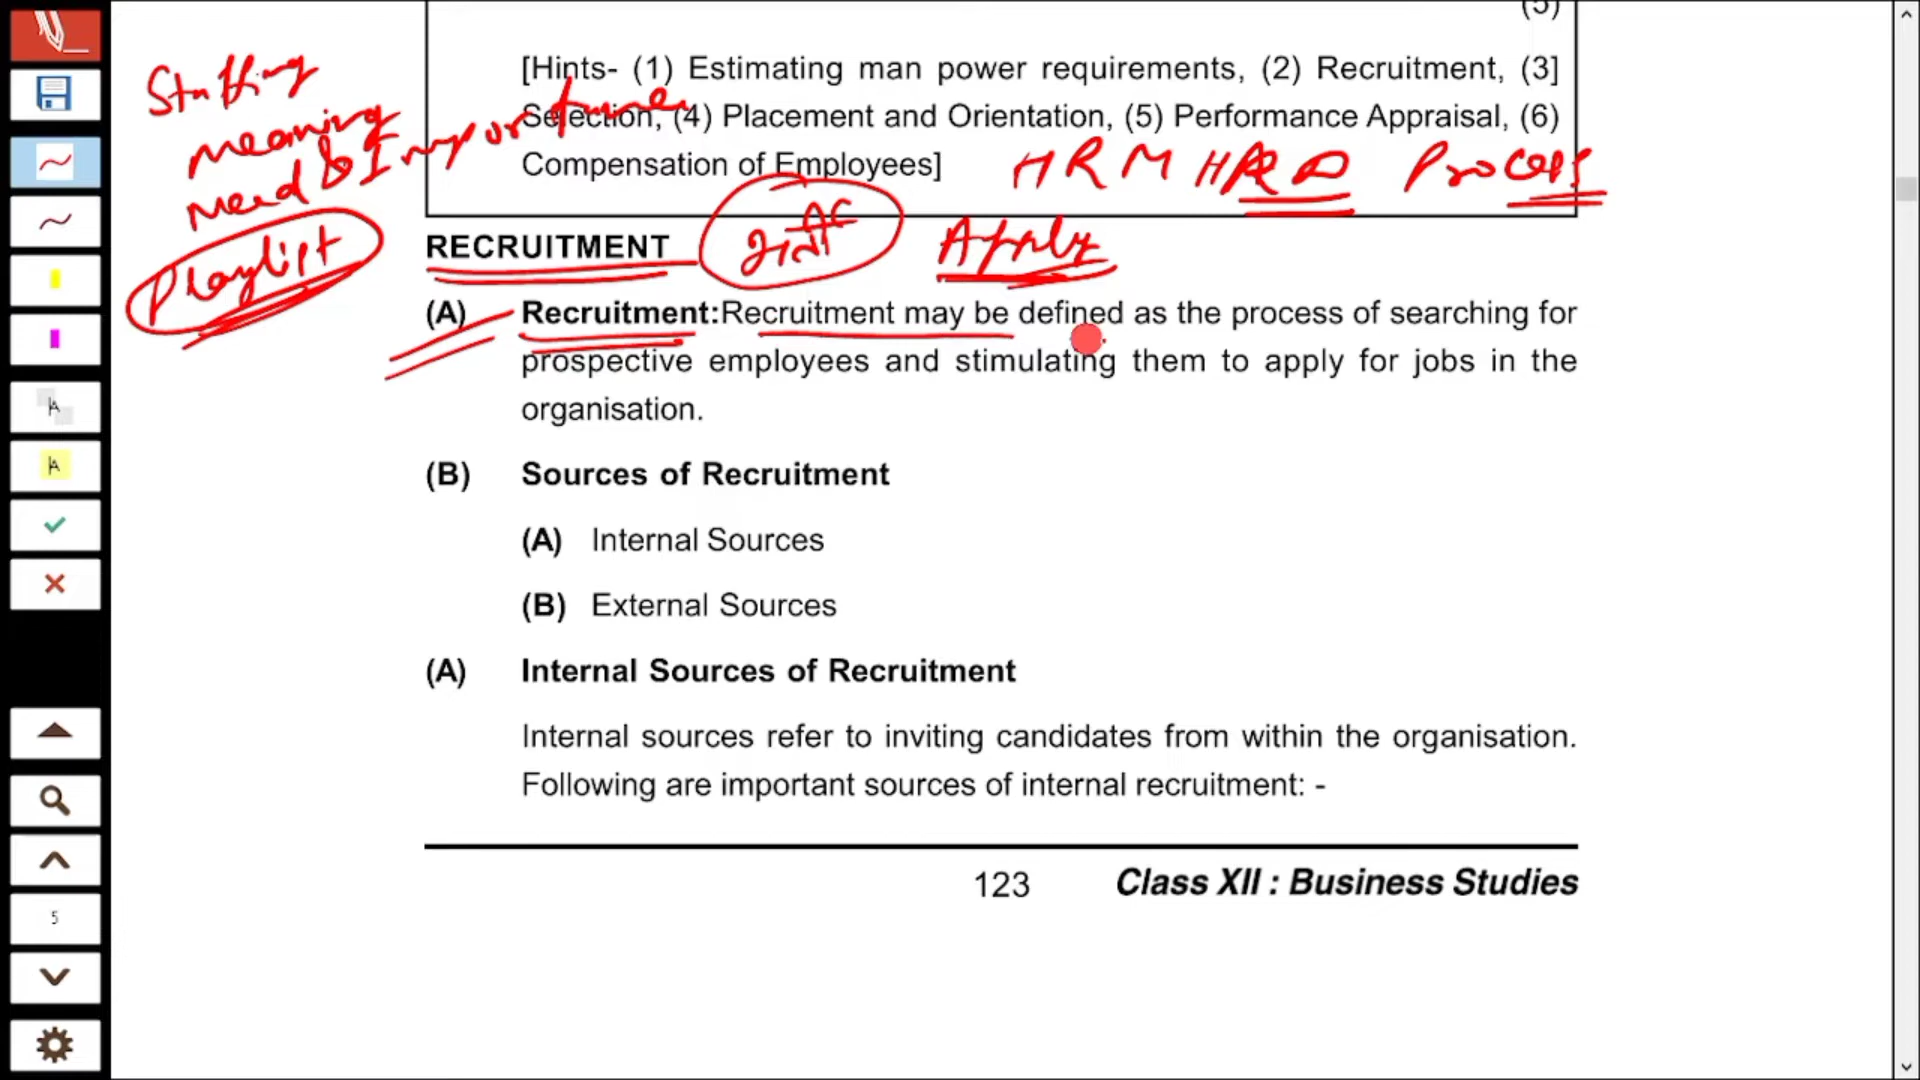 [Hints- (1) Estimating man power requirements, (2) Recruitment, (3]
Selection, (4) Placement and Orientation, (5) Performance Appraisal, (6)
Compensation of Employees]
Staffing
meaning
need & Importance
Playlist
HRM HRD Process
RECRUITMENT
Apply
(A) Recruitment:Recruitment may be defined as the process of searching for
prospective employees and stimulating them to apply for jobs in the
organisation.
(B) Sources of Recruitment
(A) Internal Sources
(B) External Sources
(A) Internal Sources of Recruitment
Internal sources refer to inviting candidates from within the organisation.
Following are important sources of internal recruitment: -
5
123 Class XII : Business Studies